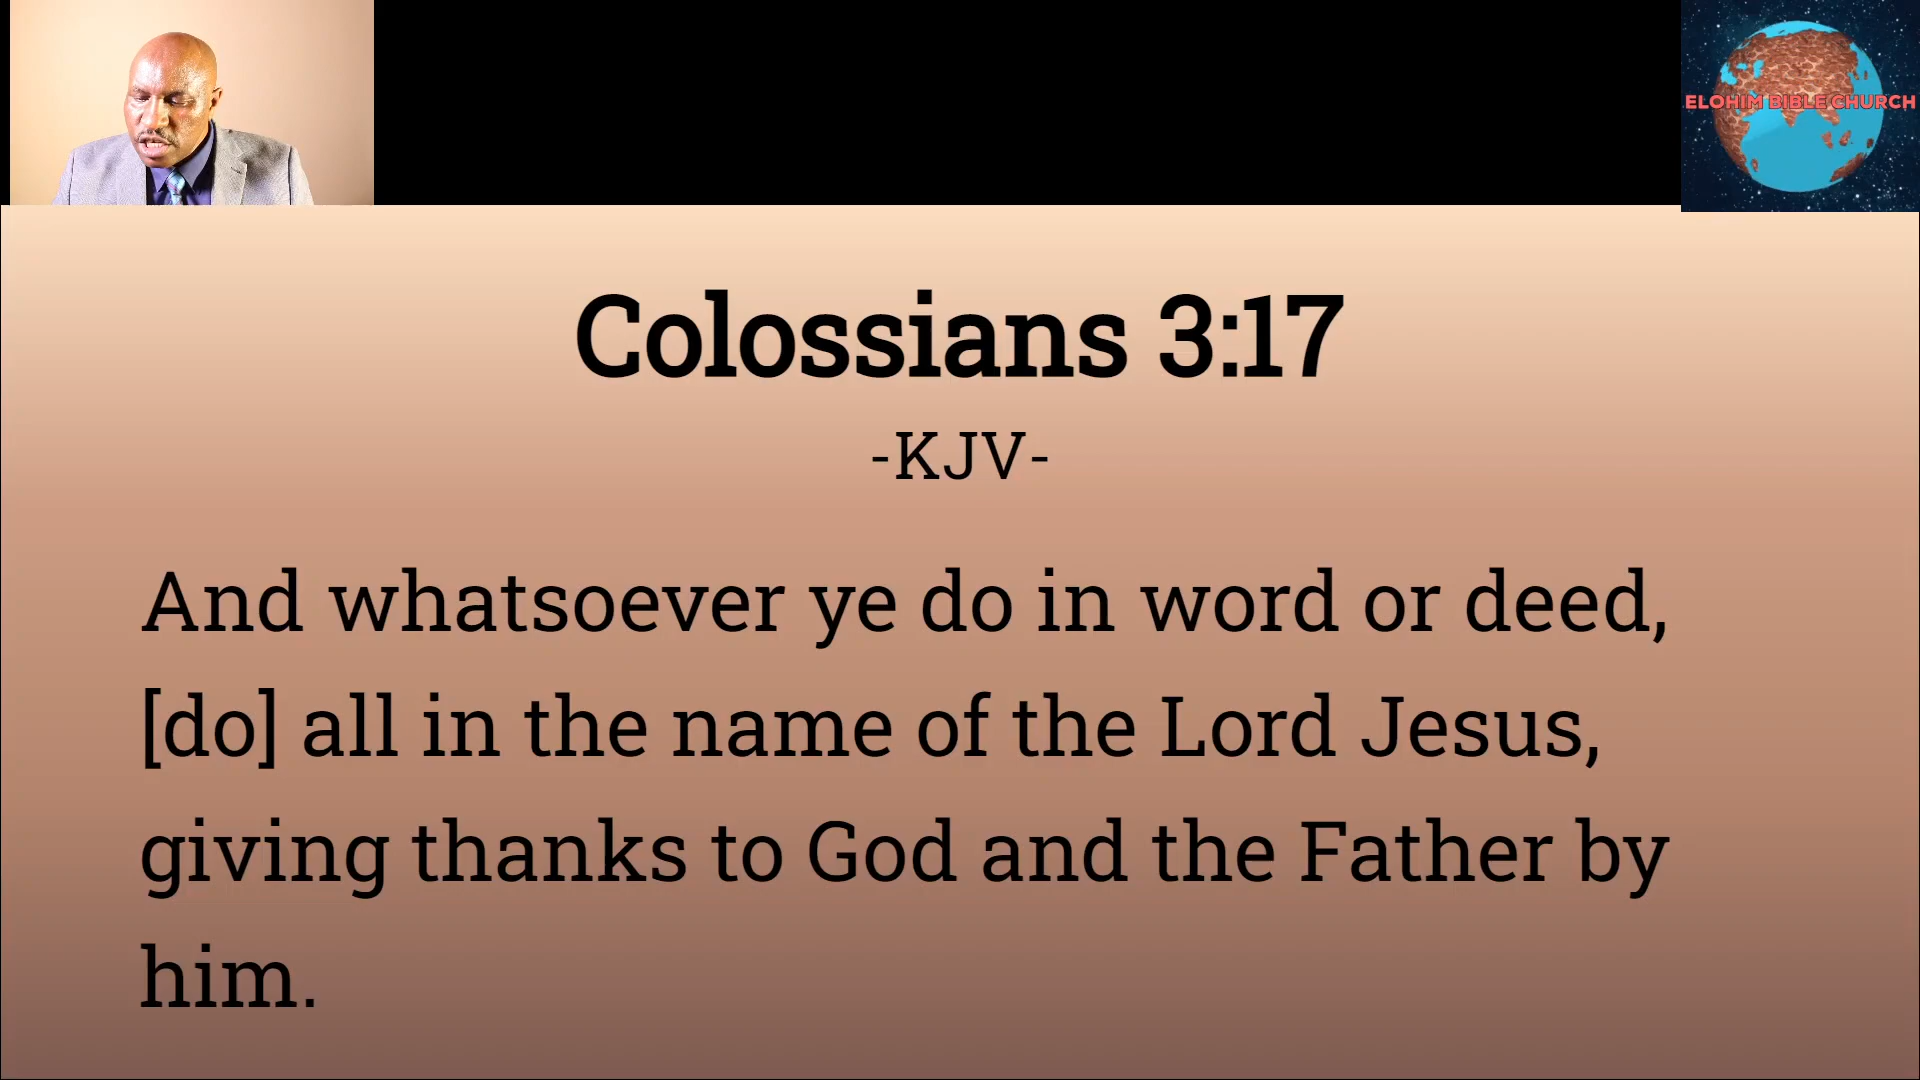 ELOHIM BIBLE CHURCH
Colossians 3:17
-KJV-
And whatsoever ye do in word or deed,
[do] all in the name of the Lord Jesus,
giving thanks to God and the Father by
him.